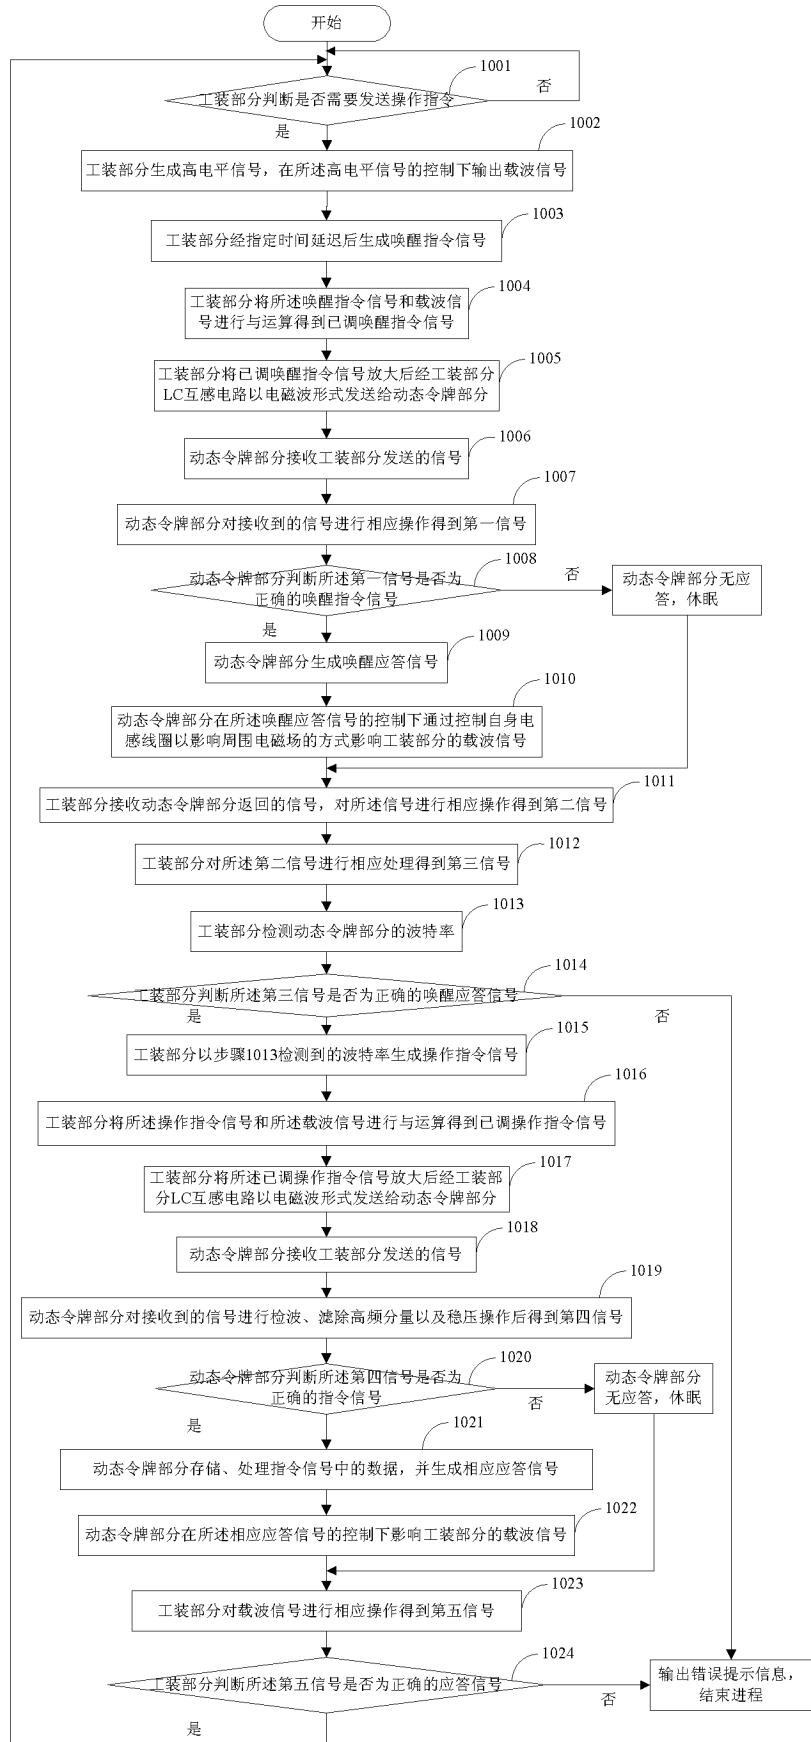 开始
1001
工装部分判断是否需要发送操作指令
否
是
1002
工装部分生成高电平信号，在所述高电平信号的控制下输出载波信号
1003
工装部分经指定时间延迟后生成唤醒指令信号
1004
工装部分将所述唤醒指令信号和载波信
号进行与运算得到已调唤醒指令信号
1005
工装部分将已调唤醒指令信号放大后经工装部分
LC互感电路以电磁波形式发送给动态令牌部分
1006
动态令牌部分接收工装部分发送的信号
1007
动态令牌部分对接收到的信号进行相应操作得到第一信号
1008
动态令牌部分判断所述第一信号是否为
正确的唤醒指令信号
否
动态令牌部分无应
答，休眠
是
1009
动态令牌部分生成唤醒应答信号
1010
动态令牌部分在所述唤醒应答信号的控制下通过控制自身电
感线圈以影响周围电磁场的方式影响工装部分的载波信号
1011
工装部分接收动态令牌部分返回的信号，对所述信号进行相应操作得到第二信号
1012
工装部分对所述第二信号进行相应处理得到第三信号
1013
工装部分检测动态令牌部分的波特率
1014
工装部分判断所述第三信号是否为正确的唤醒应答信号
是
否
1015
工装部分以步骤1013检测到的波特率生成操作指令信号
1016
工装部分将所述操作指令信号和所述载波信号进行与运算得到已调操作指令信号
1017
工装部分将所述已调操作指令信号放大后经工装部
分LC互感电路以电磁波形式发送给动态令牌部分
1018
动态令牌部分接收工装部分发送的信号
1019
动态令牌部分对接收到的信号进行检波、滤除高频分量以及稳压操作后得到第四信号
1020
动态令牌部分判断所述第四信号是否为
正确的指令信号
否
动态令牌部分
无应答，休眠
是
1021
动态令牌部分存储、处理指令信号中的数据，并生成相应应答信号
1022
动态令牌部分在所述相应应答信号的控制下影响工装部分的载波信号
1023
工装部分对载波信号进行相应操作得到第五信号
1024
工装部分判断所述第五信号是否为正确的应答信号
否
输出错误提示信息，
结束进程
是